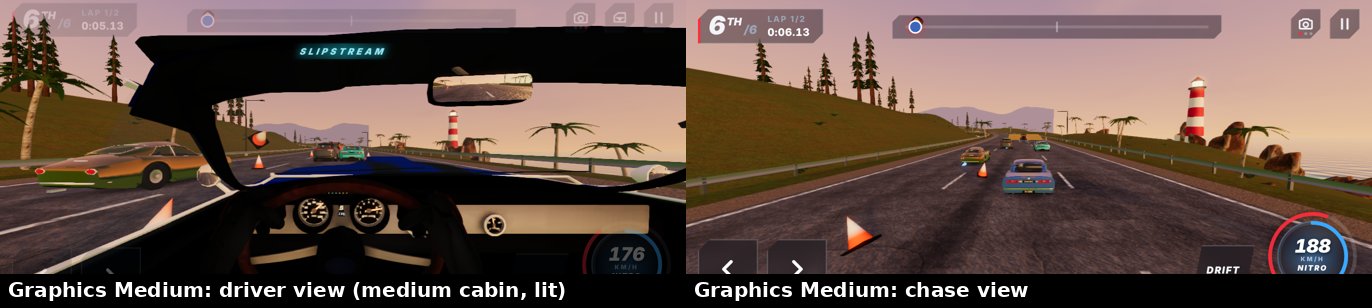 6TH /6
LAP 1/2
0:05.13
SLIPSTREAM
176
KM/H
Graphics Medium: driver view (medium cabin, lit)
6TH /6
LAP 1/2
0:06.13
188
KM/H
NITRO
DRIFT
Graphics Medium: chase view